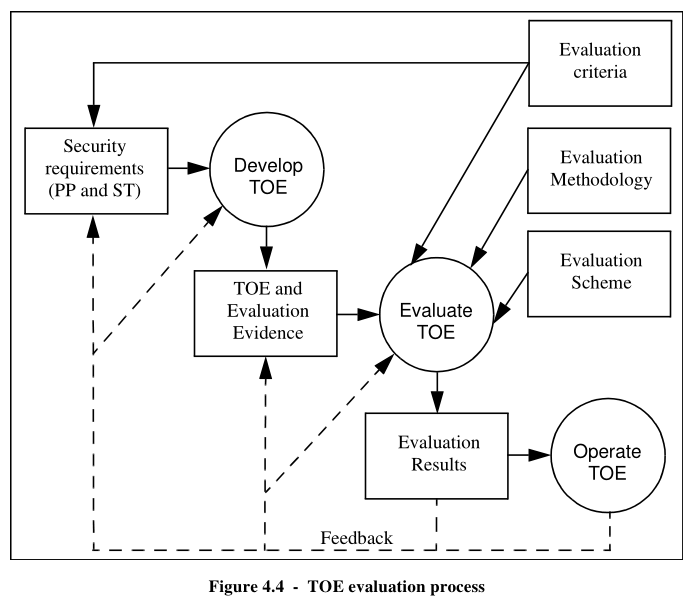 Evaluation
criteria
Security
requirements
(PP and ST)
Develop
TOE
Evaluation
Methodology
Evaluation
Scheme
TOE and
Evaluation
Evidence
Evaluate
TOE
Evaluation
Results
Operate
TOE
Feedback
Figure 4.4 - TOE evaluation process